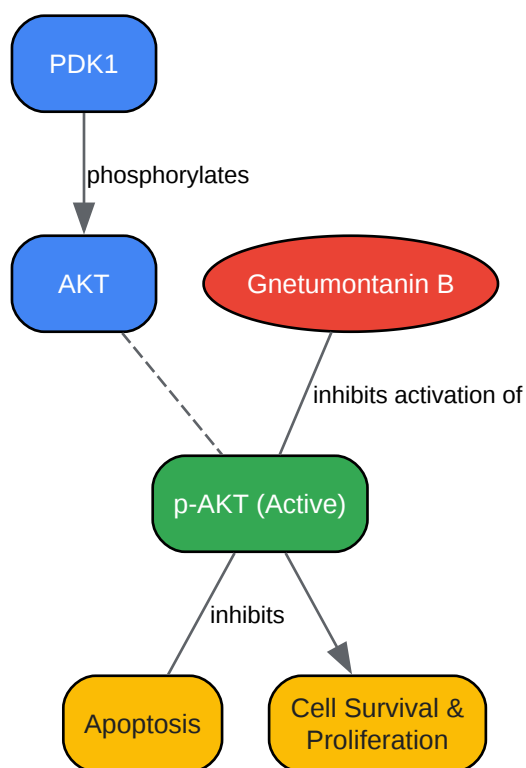 PDK1
phosphorylates
AKT
Gnetumontanin B
inhibits activation of
p-AKT (Active)
inhibits
Apoptosis
Cell Survival &
Proliferation